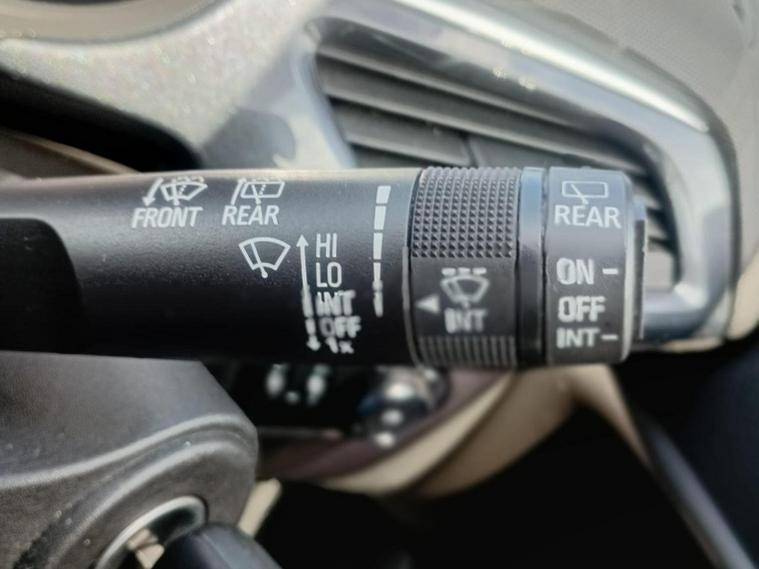 FRONT REAR
HI
LO
INT
OFF
1x
INT
REAR
ON -
OFF
INT -